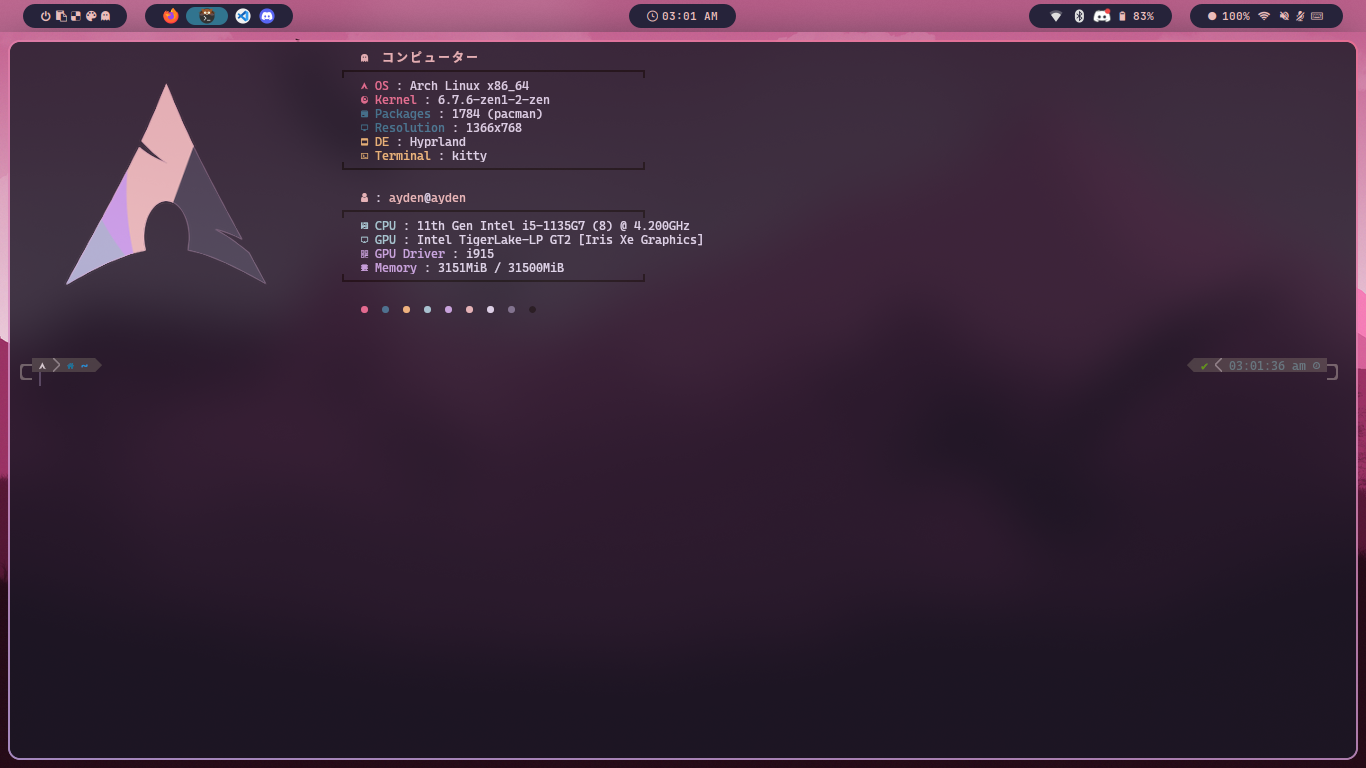 03:01 AM
83%
100%
コンピューター
OS : Arch Linux x86_64
Kernel : 6.7.6-zen1-2-zen
Packages : 1784 (pacman)
Resolution : 1366x768
DE : Hyprland
Terminal : kitty
: ayden@ayden
CPU : 11th Gen Intel i5-1135G7 (8) @ 4.200GHz
GPU : Intel TigerLake-LP GT2 [Iris Xe Graphics]
GPU Driver : i915
Memory : 3151MiB / 31500MiB
~ ✔ 03:01:36 am